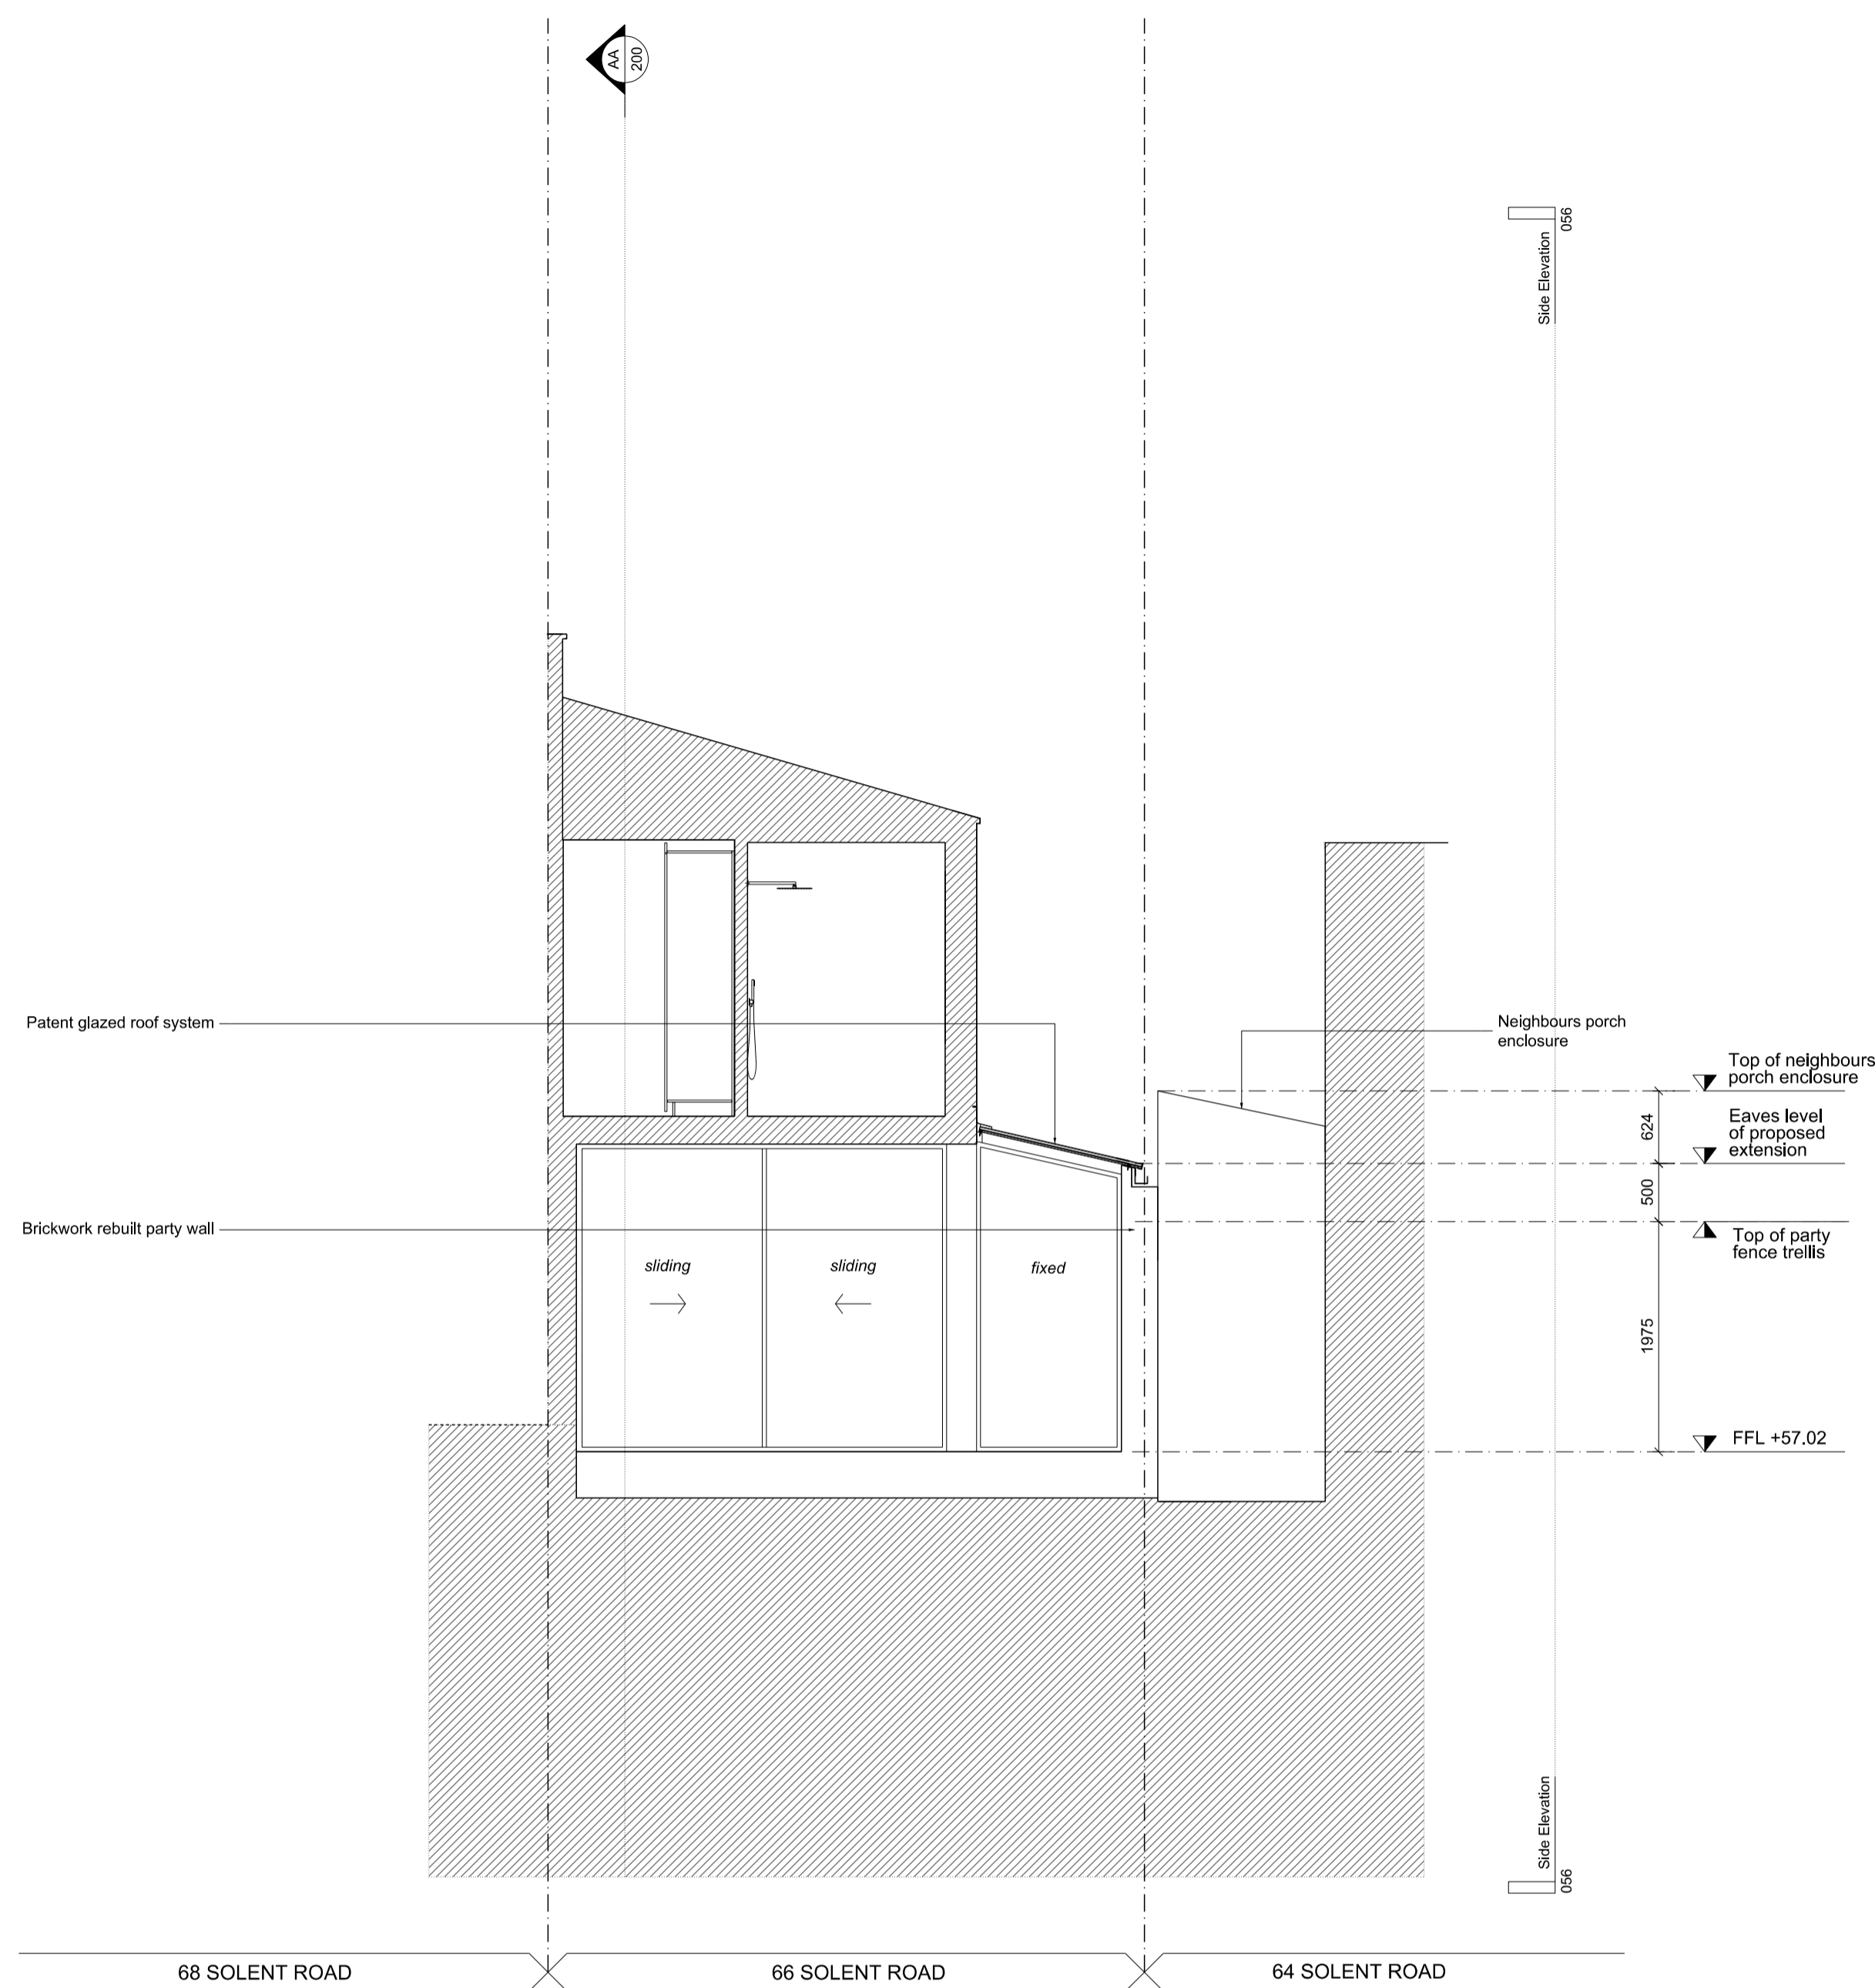 AA
200
056
Side Elevation
Patent glazed roof system
Neighbours porch
enclosure
Top of neighbours
porch enclosure
624
Eaves level
of proposed
extension
500
Brickwork rebuilt party wall
Top of party
fence trellis
sliding
sliding
fixed
1975
FFL +57.02
Side Elevation
056
68 SOLENT ROAD
66 SOLENT ROAD
64 SOLENT ROAD